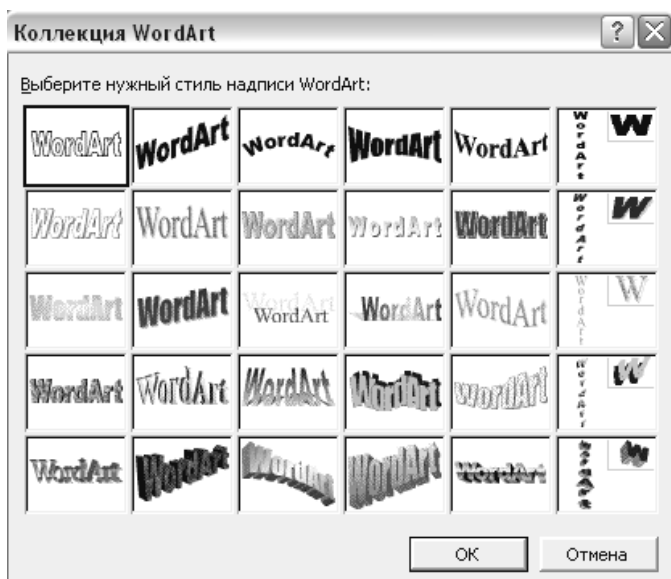 Коллекция WordArt
Выберите нужный стиль надписи WordArt:
WordArt WordArt WordArt WordArt WordArt WordArt W
WordArt WordArt WordArt WordArt WordArt WordArt W
WordArt WordArt WordArt WordArt WordArt WordArt WordArt W
WordArt WordArt WordArt WordArt WordArt WordArt W
WordArt WordArt WordArt WordArt WordArt WordArt W
ОК Отмена